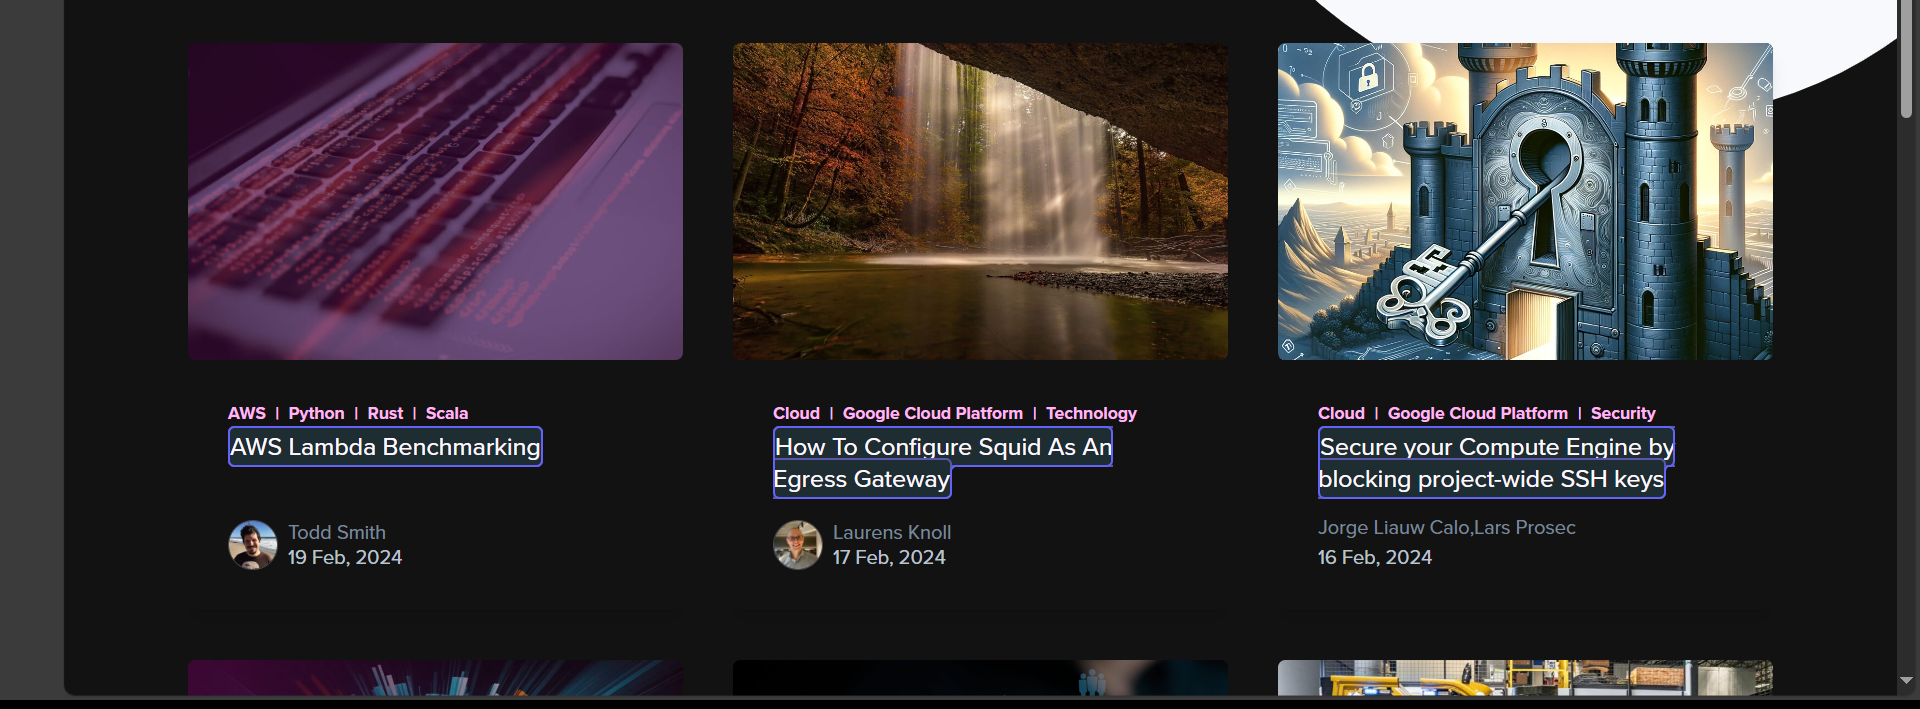 AWS | Python | Rust | Scala
AWS Lambda Benchmarking
Todd Smith
19 Feb, 2024
Cloud | Google Cloud Platform | Technology
How To Configure Squid As An
Egress Gateway
Laurens Knoll
17 Feb, 2024
Cloud | Google Cloud Platform | Security
Secure your Compute Engine by
blocking project-wide SSH keys
Jorge Liauw Calo,Lars Prosec
16 Feb, 2024